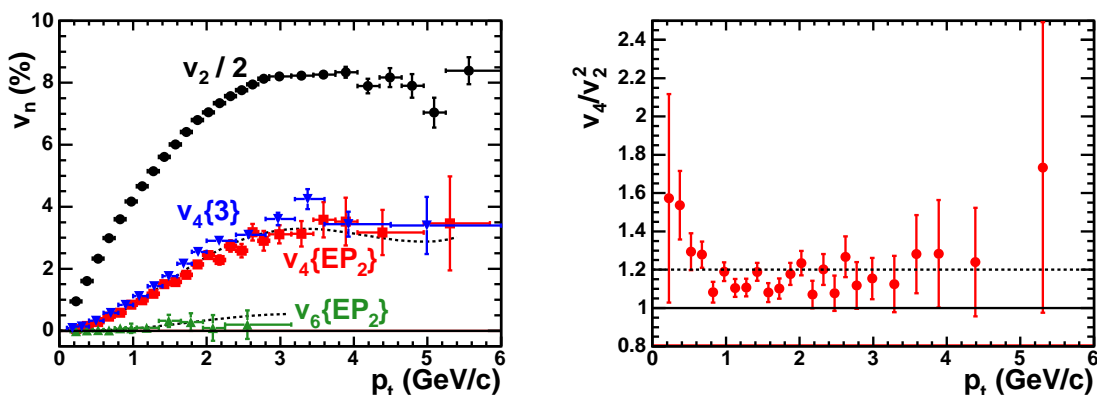 v_n (%)
8
6
4
2
0
v_2 / 2
v_4{3}
v_4{EP_2}
v_6{EP_2}
0 1 2 3 4 5 6
p_t (GeV/c)
v_4/v_2^2
2.4
2.2
2
1.8
1.6
1.4
1.2
1
0.8
0 1 2 3 4 5 6
p_t (GeV/c)